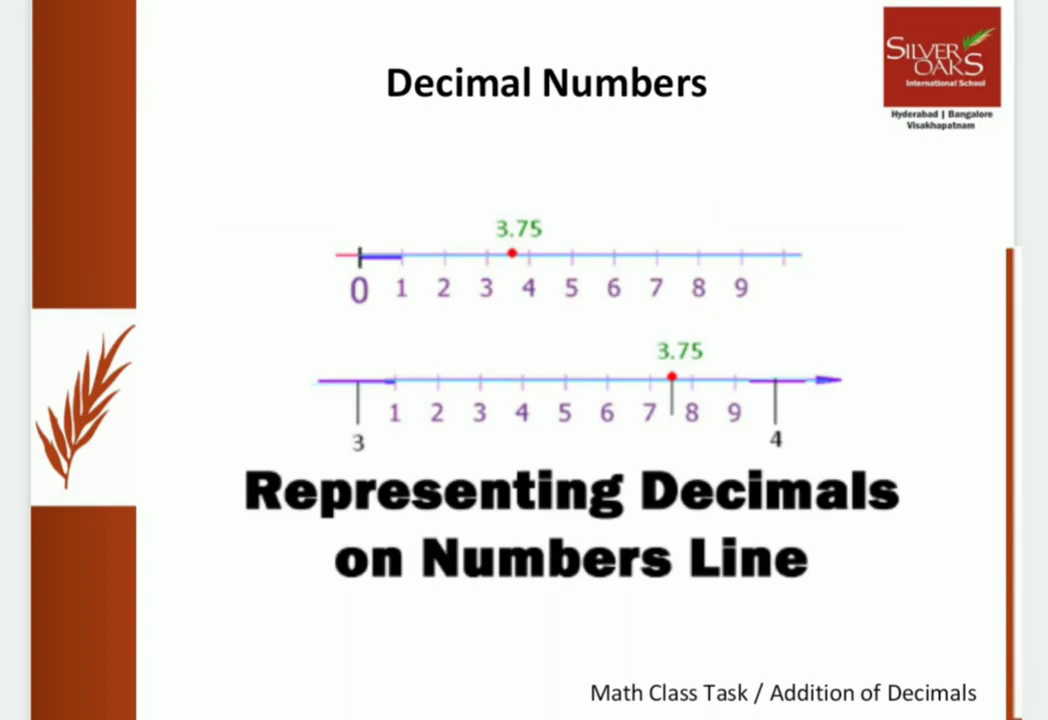 Decimal Numbers
SILVER
OAKS
International School
Hyderabad | Bangalore
Visakhapatnam
3.75
0 1 2 3 4 5 6 7 8 9
3.75
1 2 3 4 5 6 7 8 9
3 4
Representing Decimals
on Numbers Line
Math Class Task / Addition of Decimals